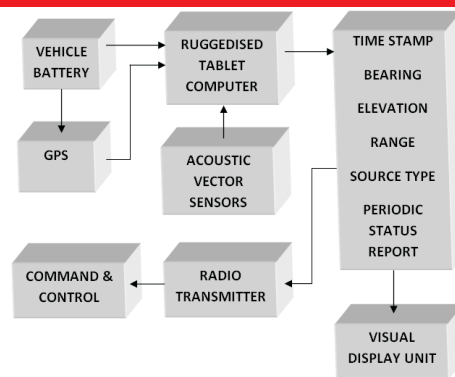 VEHICLE
BATTERY
RUGGEDISED
TABLET
COMPUTER
TIME STAMP
BEARING
ELEVATION
RANGE
SOURCE TYPE
PERIODIC
STATUS
REPORT
GPS
ACOUSTIC
VECTOR
SENSORS
COMMAND &
CONTROL
RADIO
TRANSMITTER
VISUAL
DISPLAY UNIT